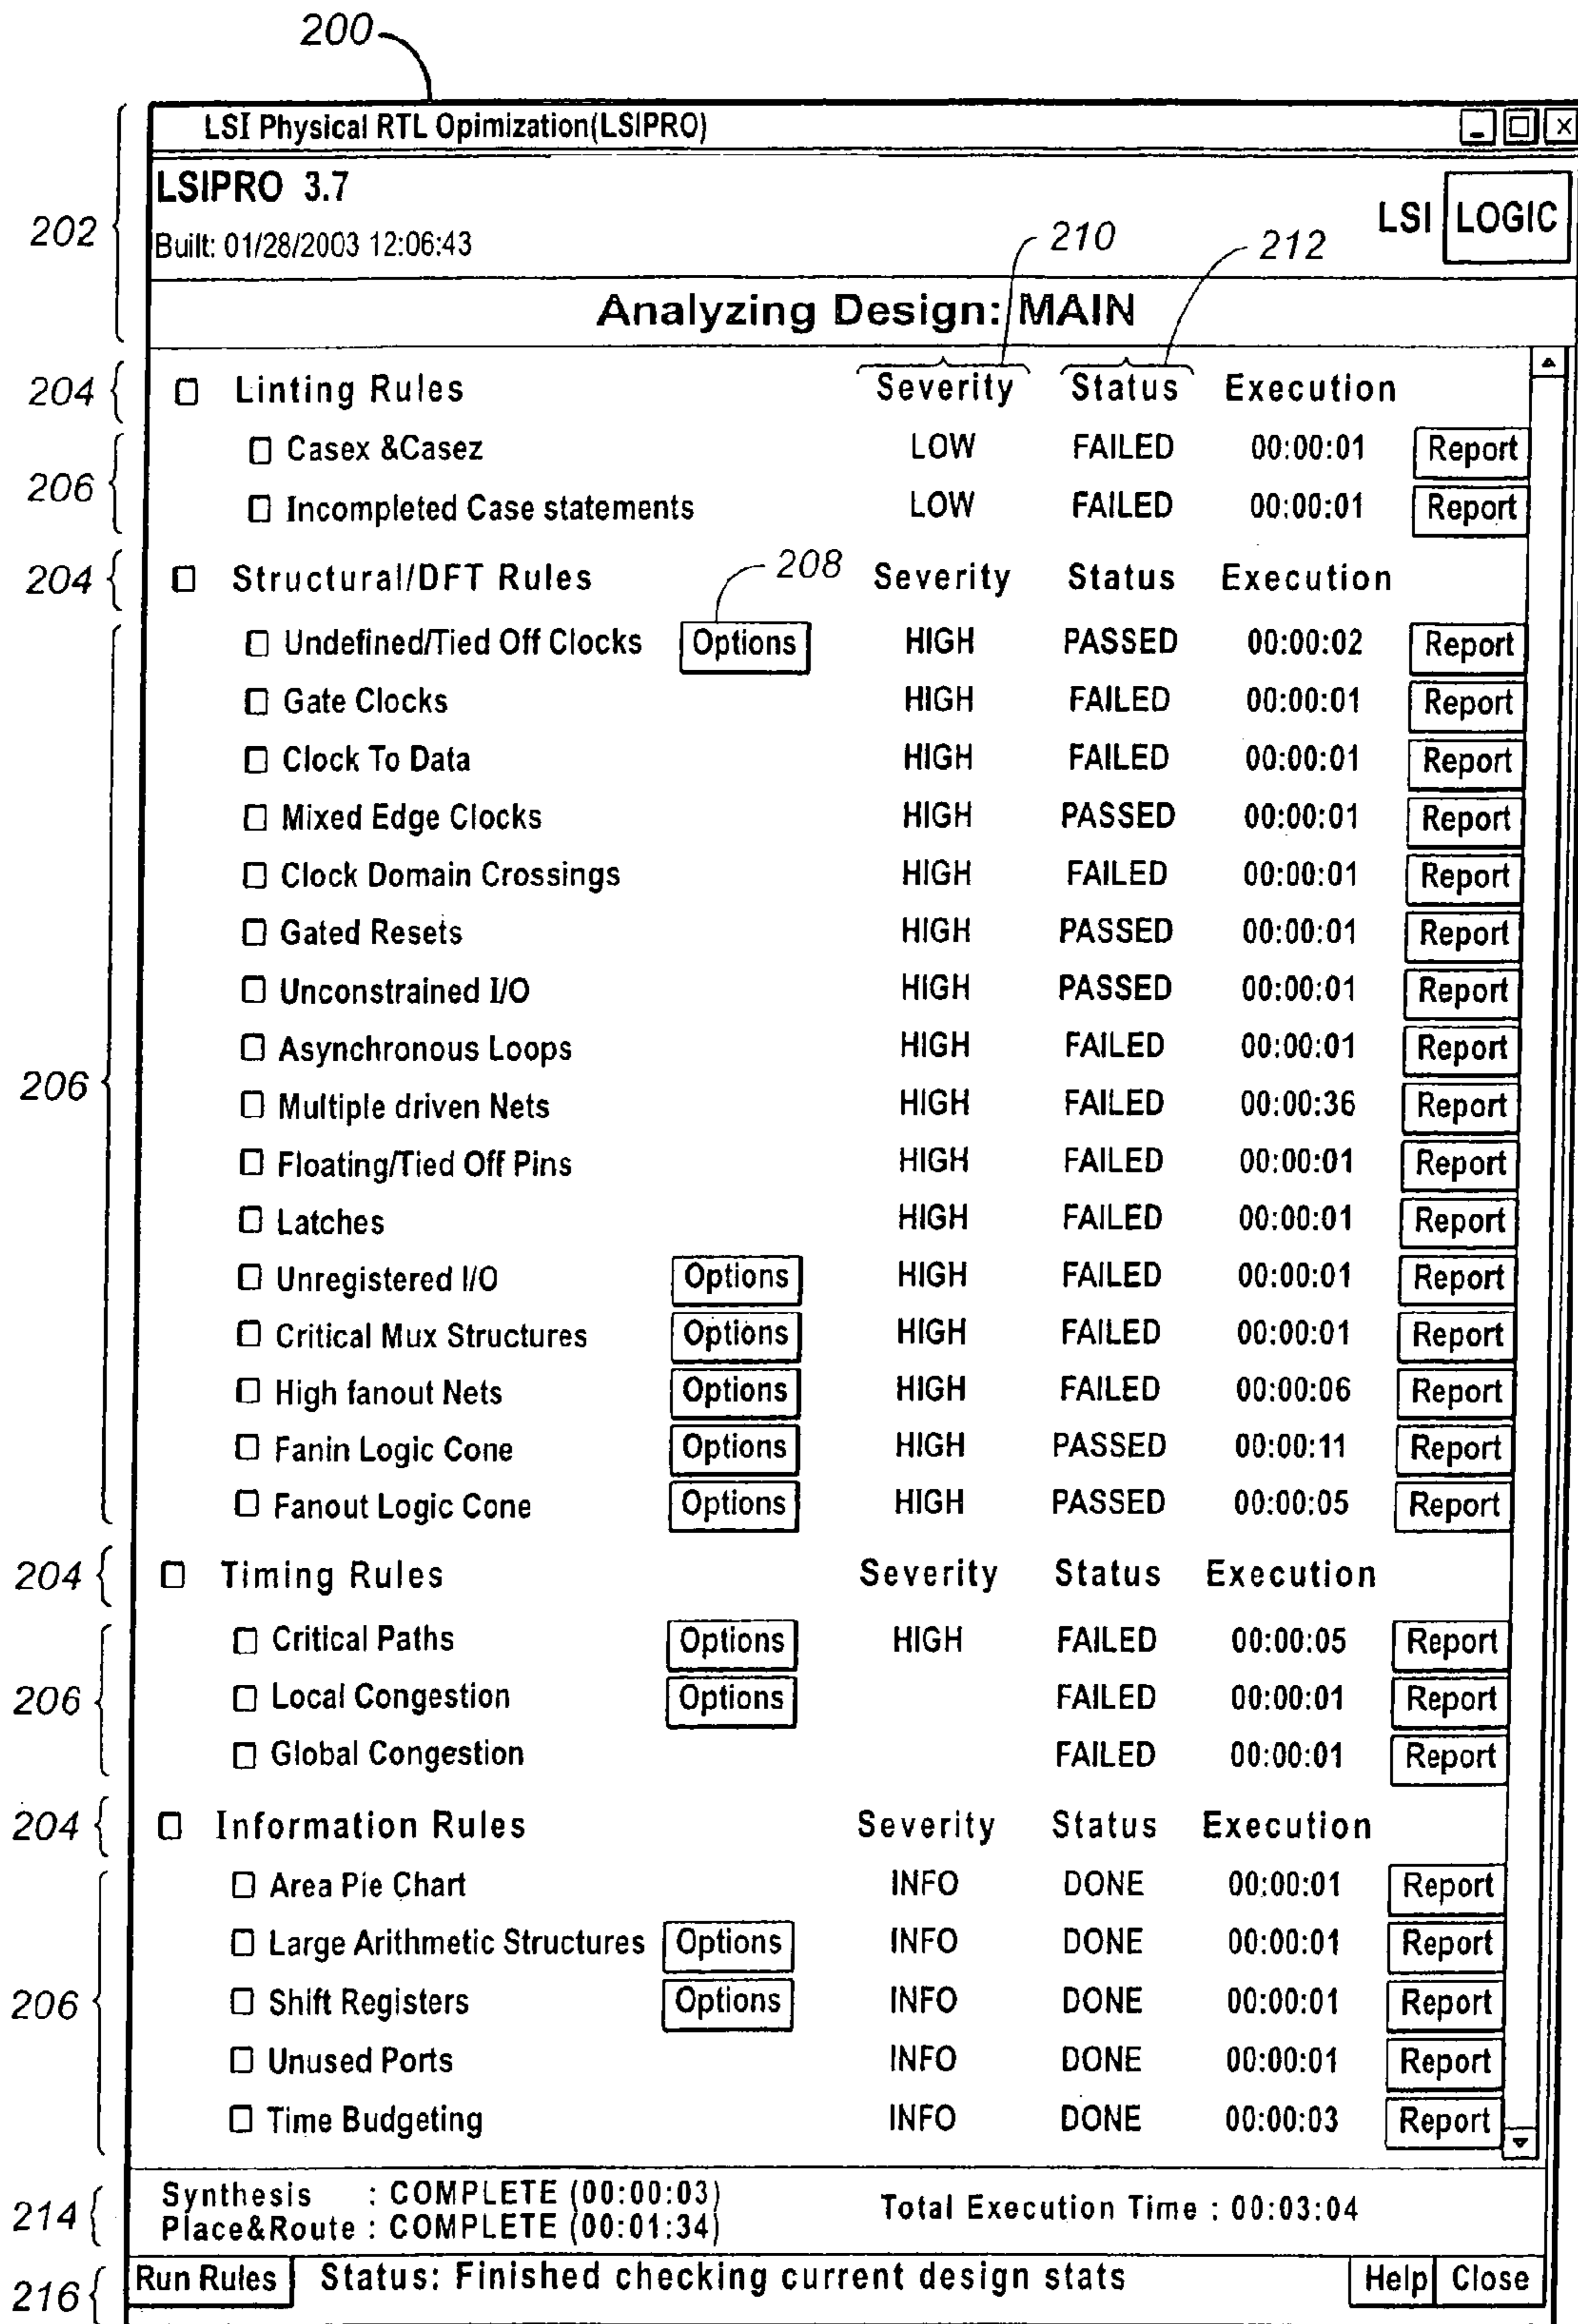 200
LSI Physical RTL Opimization(LSIPRO)
LSIPRO 3.7
LSI LOGIC
202
Built: 01/28/2003 12:06:43
210
212
Analyzing Design: MAIN
204 Linting Rules Severity Status Execution
Casex &Casez LOW FAILED 00:00:01 Report
206
Incompleted Case statements LOW FAILED 00:00:01 Report
208
204 Structural/DFT Rules Severity Status Execution
Undefined/Tied Off Clocks Options HIGH PASSED 00:00:02 Report
Gate Clocks HIGH FAILED 00:00:01 Report
Clock To Data HIGH FAILED 00:00:01 Report
Mixed Edge Clocks HIGH PASSED 00:00:01 Report
Clock Domain Crossings HIGH FAILED 00:00:01 Report
Gated Resets HIGH PASSED 00:00:01 Report
Unconstrained I/O HIGH PASSED 00:00:01 Report
Asynchronous Loops HIGH FAILED 00:00:01 Report
206
Multiple driven Nets HIGH FAILED 00:00:36 Report
Floating/Tied Off Pins HIGH FAILED 00:00:01 Report
Latches HIGH FAILED 00:00:01 Report
Unregistered I/O Options HIGH FAILED 00:00:01 Report
Critical Mux Structures Options HIGH FAILED 00:00:01 Report
High fanout Nets Options HIGH FAILED 00:00:06 Report
Fanin Logic Cone Options HIGH PASSED 00:00:11 Report
Fanout Logic Cone Options HIGH PASSED 00:00:05 Report
204 Timing Rules Severity Status Execution
Critical Paths Options HIGH FAILED 00:00:05 Report
206 Local Congestion Options FAILED 00:00:01 Report
Global Congestion FAILED 00:00:01 Report
204 Information Rules Severity Status Execution
Area Pie Chart INFO DONE 00:00:01 Report
Large Arithmetic Structures Options INFO DONE 00:00:01 Report
206 Shift Registers Options INFO DONE 00:00:01 Report
Unused Ports INFO DONE 00:00:01 Report
Time Budgeting INFO DONE 00:00:03 Report
214
Synthesis : COMPLETE (00:00:03)
Total Execution Time : 00:03:04
Place&Route : COMPLETE (00:01:34)
216 Run Rules Status: Finished checking current design stats Help Close